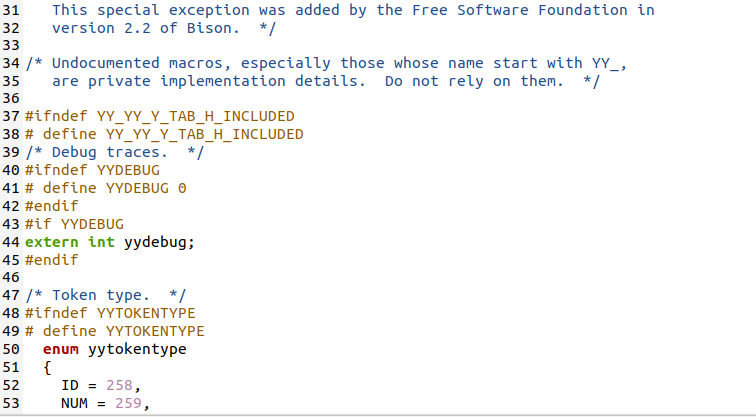 31    This special exception was added by the Free Software Foundation in
32    version 2.2 of Bison.  */
33
34 /* Undocumented macros, especially those whose name start with YY_,
35    are private implementation details.  Do not rely on them.  */
36
37 #ifndef YY_YY_Y_TAB_H_INCLUDED
38 # define YY_YY_Y_TAB_H_INCLUDED
39 /* Debug traces.  */
40 #ifndef YYDEBUG
41 # define YYDEBUG 0
42 #endif
43 #if YYDEBUG
44 extern int yydebug;
45 #endif
46
47 /* Token type.  */
48 #ifndef YYTOKENTYPE
49 # define YYTOKENTYPE
50   enum yytokentype
51   {
52     ID = 258,
53     NUM = 259,